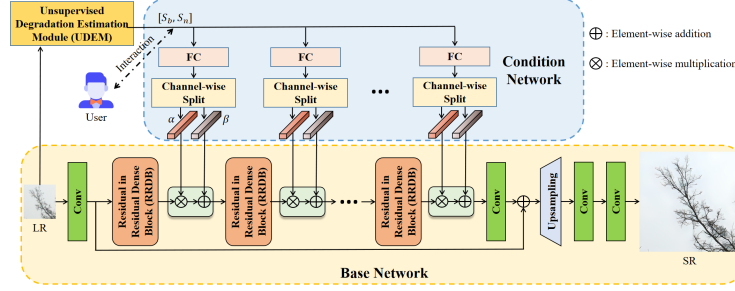 Unsupervised
Degradation Estimation
Module (UDEM)
[S_b, S_n]
Interaction
User
FC
FC
FC
Channel-wise
Split
Channel-wise
Split
Channel-wise
Split
...
α
β
Condition
Network
⊕ : Element-wise addition
⊗ : Element-wise multiplication
LR
Conv
Residual in
Residual Dense
Block (RRDB)
Residual in
Residual Dense
Block (RRDB)
...
Residual in
Residual Dense
Block (RRDB)
Conv
Upsampling
Conv
Conv
SR
Base Network